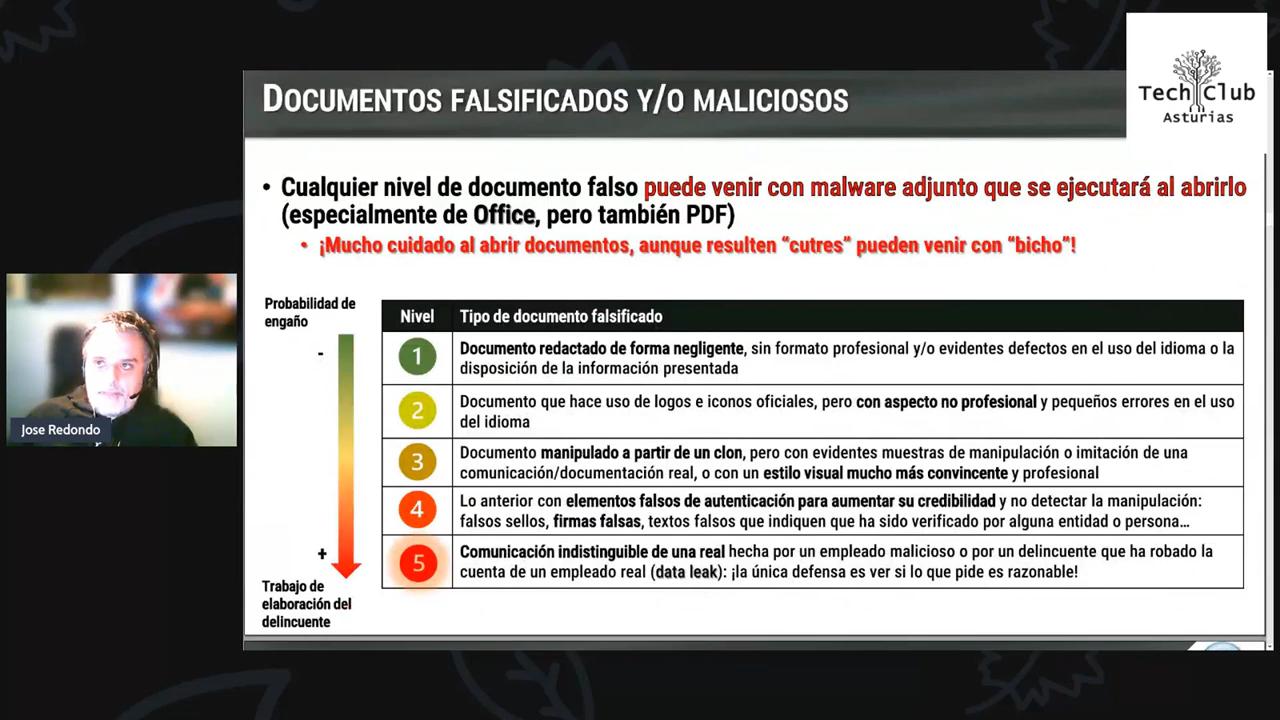 DOCUMENTOS FALSIFICADOS Y/O MALICIOSOS
Tech Club
Asturias
• Cualquier nivel de documento falso puede venir con malware adjunto que se ejecutará al abrirlo
(especialmente de Office, pero también PDF)
• ¡Mucho cuidado al abrir documentos, aunque resulten “cutres” pueden venir con “bicho”!
Probabilidad de
engaño
-
+
Trabajo de
elaboración del
delincuente
Nivel Tipo de documento falsificado
1 Documento redactado de forma negligente, sin formato profesional y/o evidentes defectos en el uso del idioma o la
disposición de la información presentada
2 Documento que hace uso de logos e iconos oficiales, pero con aspecto no profesional y pequeños errores en el uso
del idioma
3 Documento manipulado a partir de un clon, pero con evidentes muestras de manipulación o imitación de una
comunicación/documentación real, o con un estilo visual mucho más convincente y profesional
4 Lo anterior con elementos falsos de autenticación para aumentar su credibilidad y no detectar la manipulación:
falsos sellos, firmas falsas, textos falsos que indiquen que ha sido verificado por alguna entidad o persona…
5 Comunicación indistinguible de una real hecha por un empleado malicioso o por un delincuente que ha robado la
cuenta de un empleado real (data leak): ¡la única defensa es ver si lo que pide es razonable!
Jose Redondo